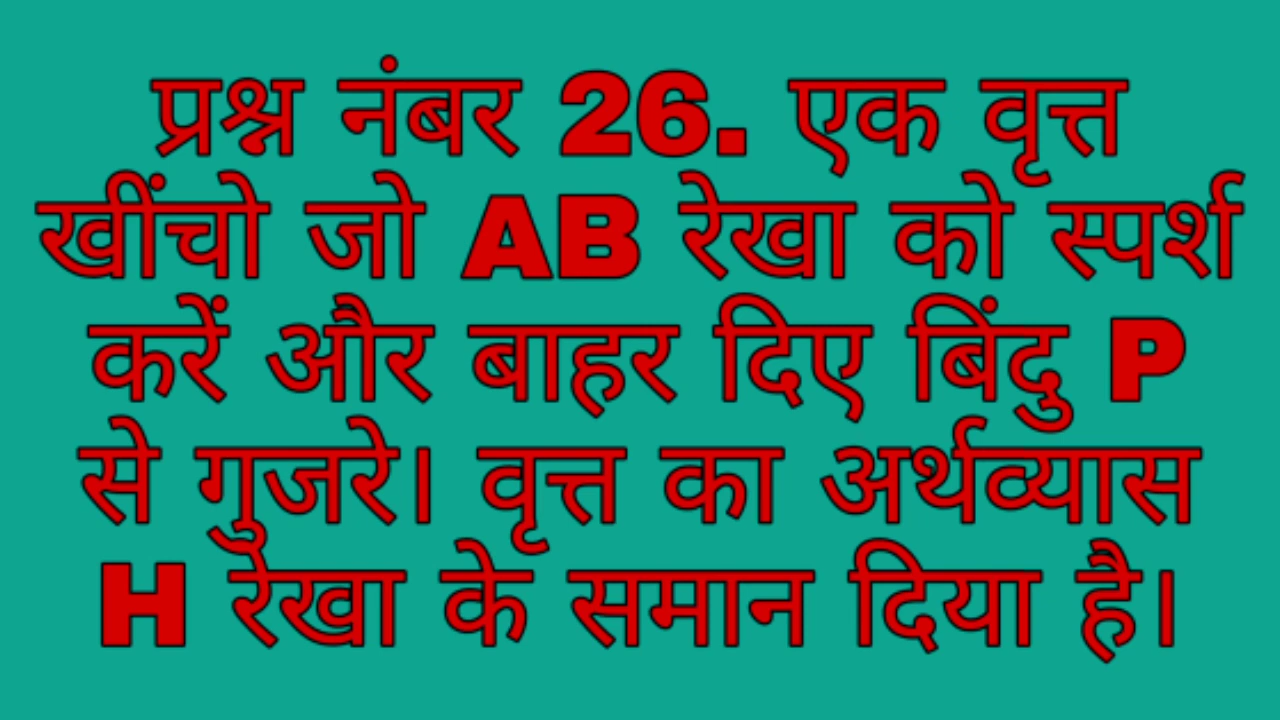 प्रश्न नंबर 26. एक वृत्त
खींचो जो AB रेखा को स्पर्श
करें और बाहर दिए बिंदु P
से गुजरे। वृत्त का अर्थव्यास
H रेखा के समान दिया है।